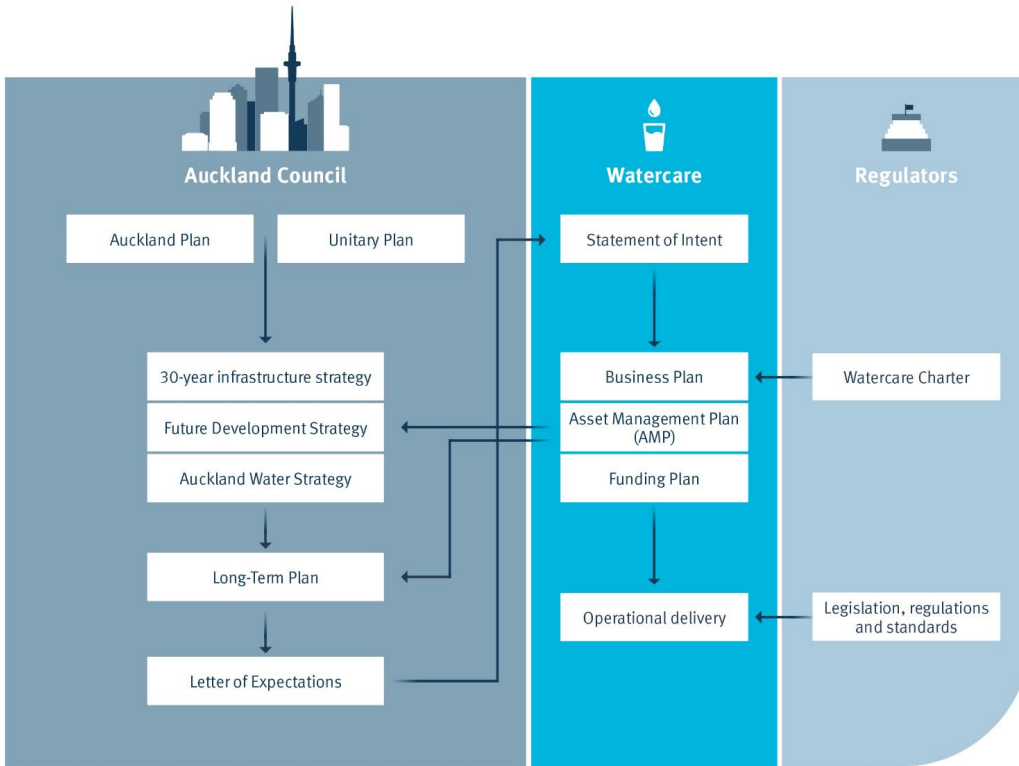 Auckland Council
Auckland Plan
Unitary Plan
30-year infrastructure strategy
Future Development Strategy
Auckland Water Strategy
Long-Term Plan
Letter of Expectations
Watercare
Statement of Intent
Business Plan
Asset Management Plan
(AMP)
Funding Plan
Operational delivery
Regulators
Watercare Charter
Legislation, regulations
and standards